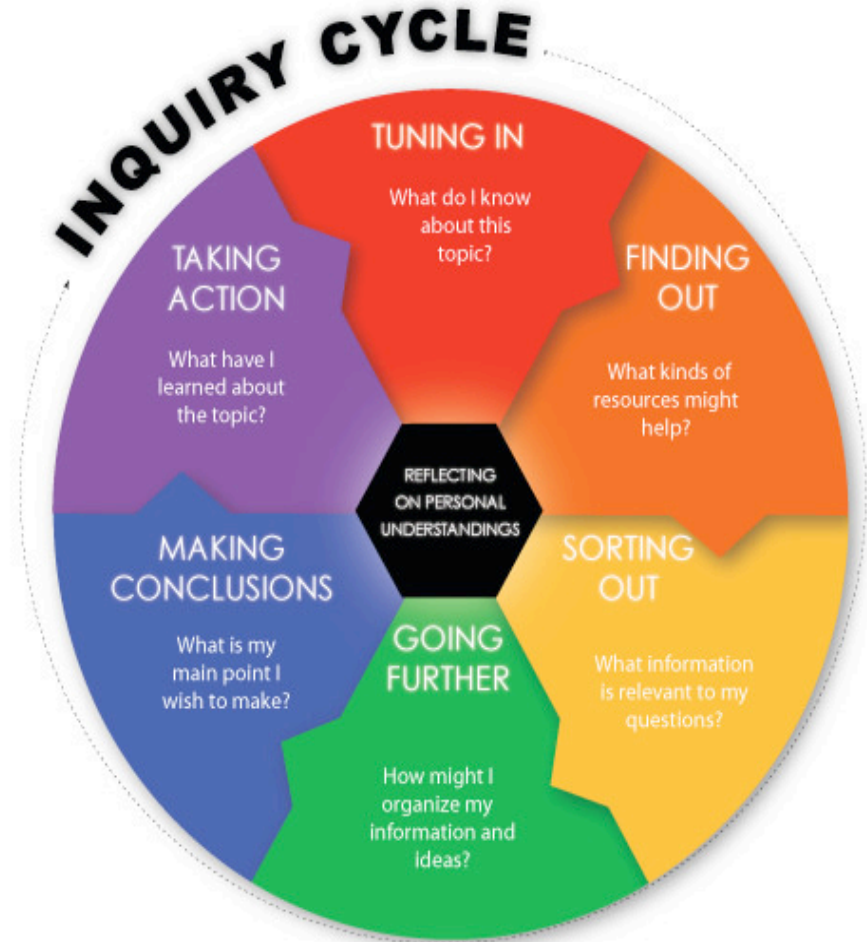 INQUIRY CYCLE
TUNING IN
What do I know
about this
topic?
FINDING
OUT
What kinds of
resources might
help?
SORTING
OUT
What information
is relevant to my
questions?
GOING
FURTHER
How might I
organize my
information and
ideas?
MAKING
CONCLUSIONS
What is my
main point I
wish to make?
TAKING
ACTION
What have I
learned about
the topic?
REFLECTING
ON PERSONAL
UNDERSTANDINGS